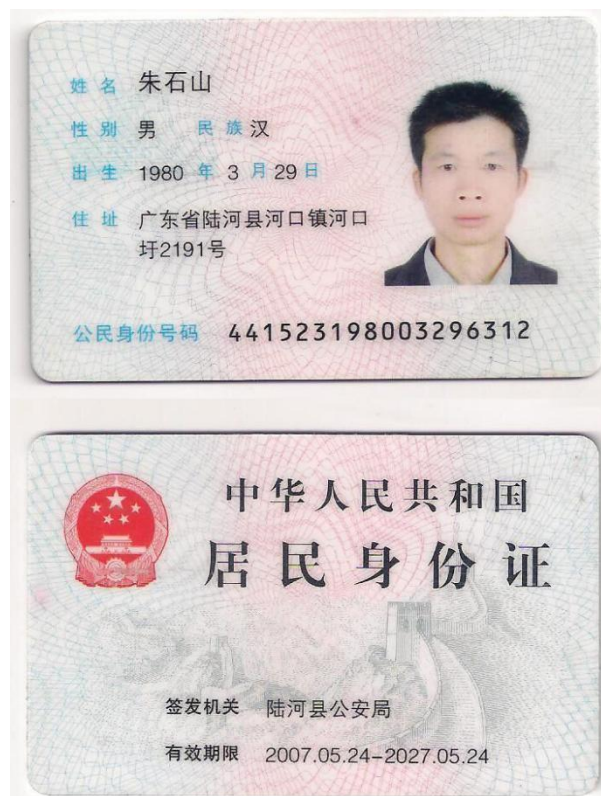 姓名 朱石山
性别 男 民族 汉
出生 1980 年 3 月 29 日
住址 广东省陆河县河口镇河口
圩2191号
公民身份号码 441523198003296312
中华人民共和国
居民身份证
签发机关 陆河县公安局
有效期限 2007.05.24-2027.05.24